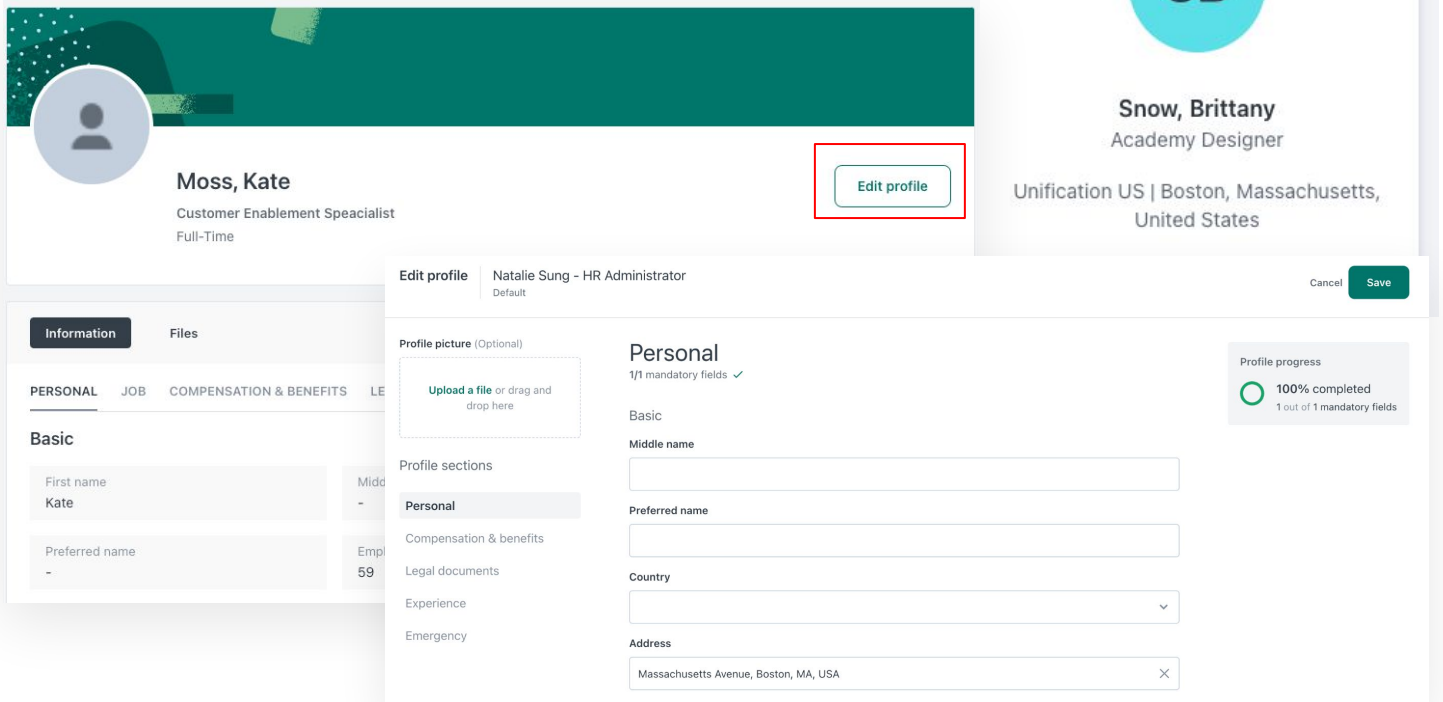 Moss, Kate
Customer Enablement Speacialist
Full-Time
Edit profile
Snow, Brittany
Academy Designer
Unification US | Boston, Massachusetts,
United States
Information
Files
PERSONAL JOB COMPENSATION & BENEFITS LE
Basic
First name
Kate
Midd
-
Preferred name
-
Empl
59
Edit profile
Natalie Sung - HR Administrator
Default
Cancel
Save
Profile picture (Optional)
Upload a file or drag and
drop here
Profile sections
Personal
Compensation & benefits
Legal documents
Experience
Emergency
Personal
1/1 mandatory fields
Basic
Middle name
Preferred name
Country
Address
Massachusetts Avenue, Boston, MA, USA
Profile progress
100% completed
1 out of 1 mandatory fields